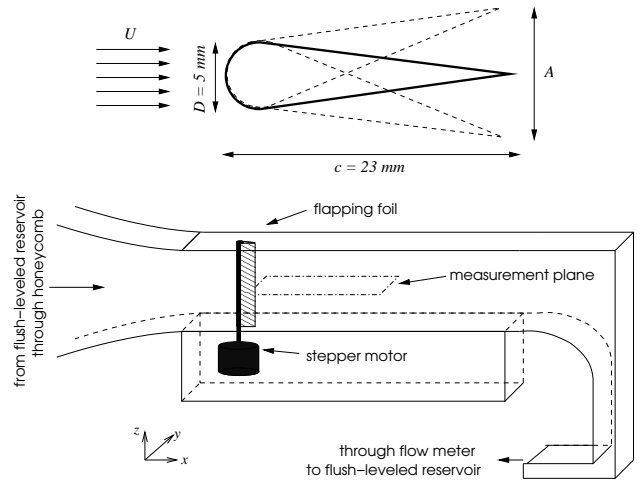 U
D = 5 mm
A
c = 23 mm
flapping foil
from flush-leveled reservoir
through honeycomb
measurement plane
stepper motor
z
y
x
through flow meter
to flush-leveled reservoir